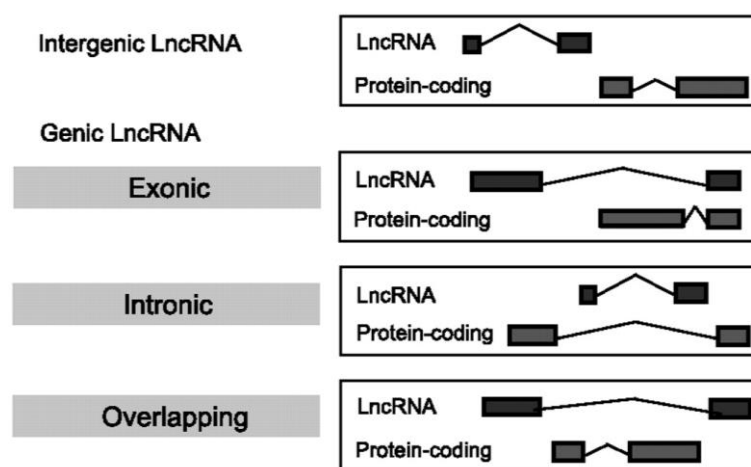 Intergenic LncRNA
LncRNA
Protein-coding
Genic LncRNA
Exonic
LncRNA
Protein-coding
Intronic
LncRNA
Protein-coding
Overlapping
LncRNA
Protein-coding